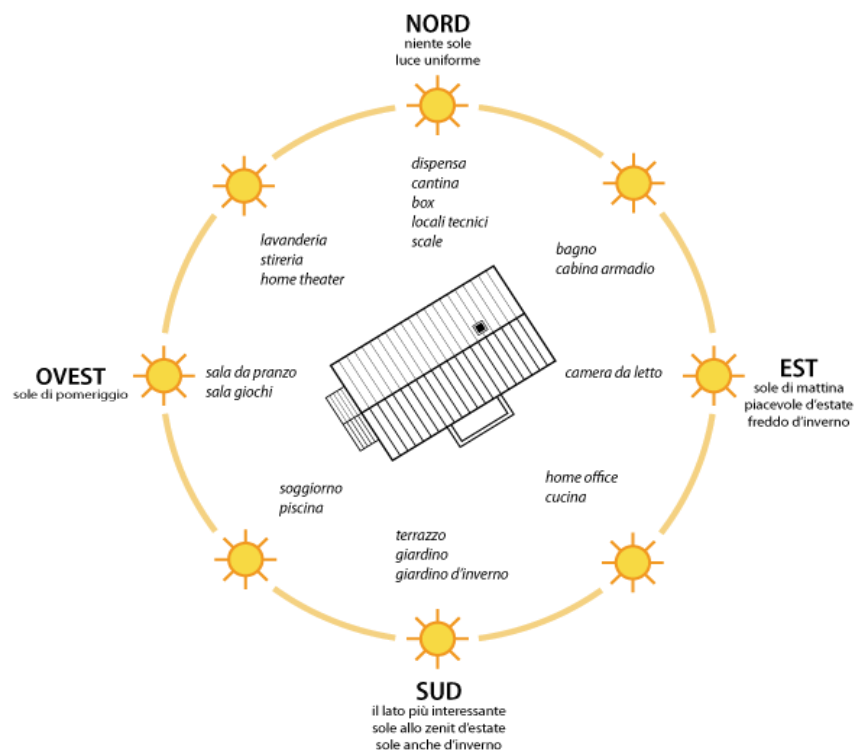 NORD
niente sole
luce uniforme
dispensa
cantina
box
locali tecnici
scale
lavanderia
stireria
home theater
bagno
cabina armadio
OVEST
sole di pomeriggio
sala da pranzo
sala giochi
camera da letto
EST
sole di mattina
piacevole d'estate
freddo d'inverno
soggiorno
piscina
home office
cucina
terrazzo
giardino
giardino d'inverno
SUD
il lato più interessante
sole allo zenit d'estate
sole anche d'inverno